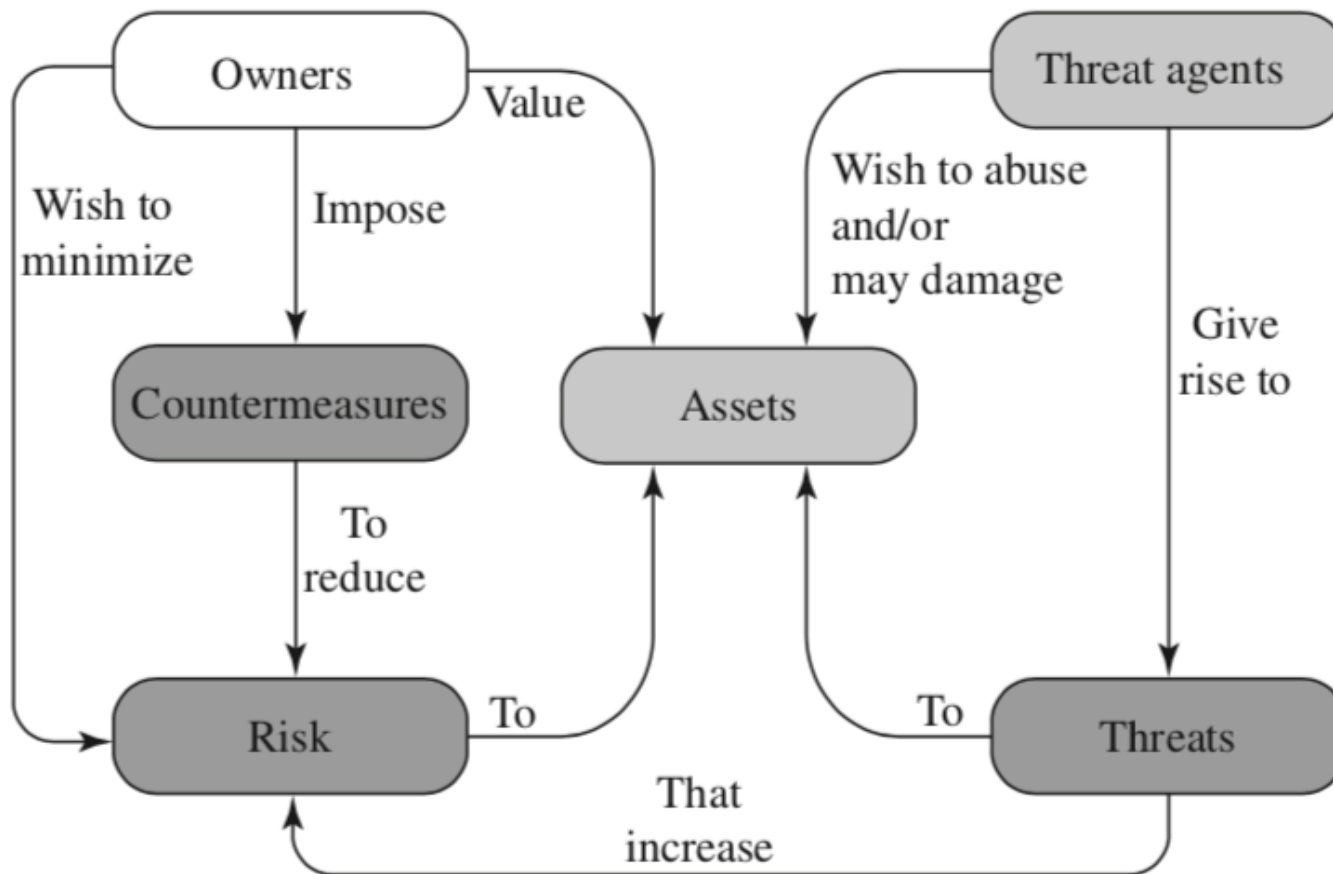 Owners
Threat agents
Value
Wish to
minimize
Impose
Wish to abuse
and/or
may damage
Give
rise to
Countermeasures
Assets
To
reduce
Risk
To
To
Threats
That
increase